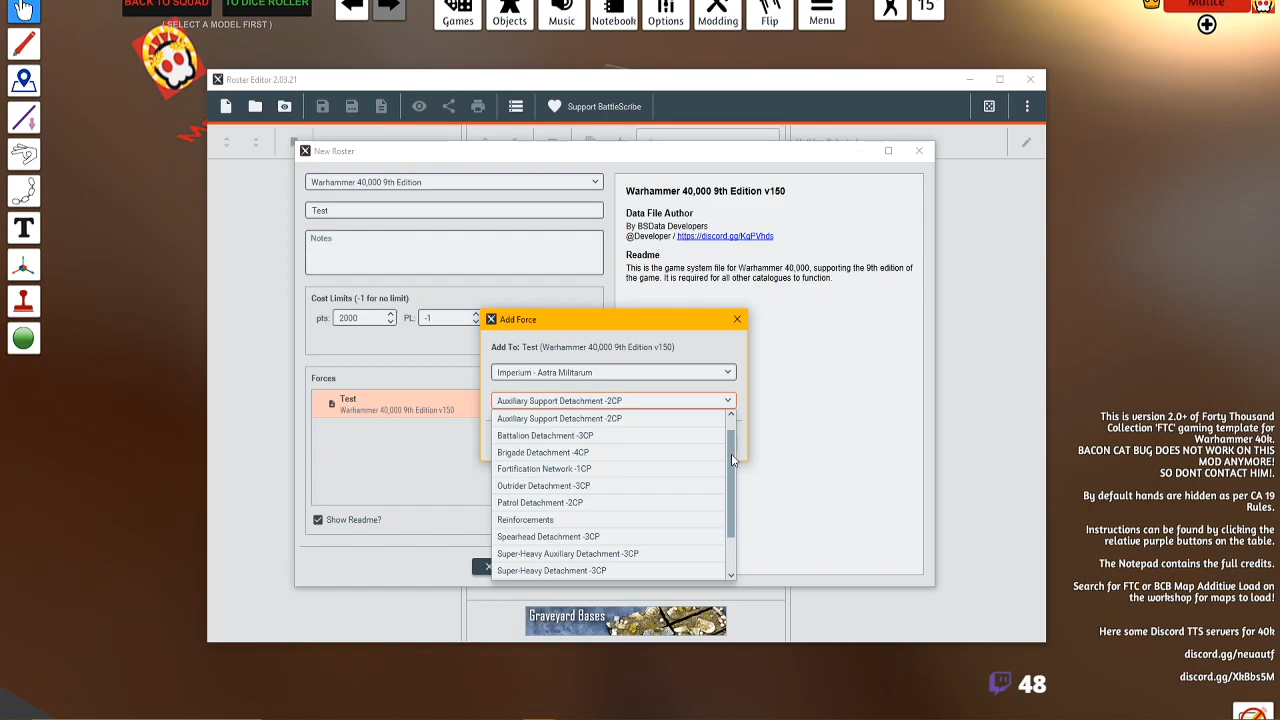 BACK TO SQUAD
TO DICE ROLLER
( SELECT A MODEL FIRST )
Games
Objects
Music
Notebook
Options
Modding
Flip
Menu
15
Malice
T
Roster Editor 2.03.21
Support BattleScribe
New Roster
Warhammer 40,000 9th Edition
Test
Notes
Cost Limits (-1 for no limit)
pts: 2000
PL: -1
Forces
Test
Warhammer 40,000 9th Edition v150
Show Readme?
Warhammer 40,000 9th Edition v150
Data File Author
By BSData Developers
@Developer / https://discord.gg/KqPVhds
Readme
This is the game system file for Warhammer 40,000, supporting the 9th edition of
the game. It is required for all other catalogues to function.
Add Force
Add To: Test (Warhammer 40,000 9th Edition v150)
Imperium - Astra Militarum
Auxiliary Support Detachment -2CP
Auxiliary Support Detachment -2CP
Battalion Detachment -3CP
Brigade Detachment -4CP
Fortification Network -1CP
Outrider Detachment -3CP
Patrol Detachment -2CP
Reinforcements
Spearhead Detachment -3CP
Super-Heavy Auxiliary Detachment -3CP
Super-Heavy Detachment -3CP
Graveyard Bases
This is version 2.0+ of Forty Thousand
Collection 'FTC' gaming template for
Warhammer 40k.
BACON CAT BUG DOES NOT WORK ON THIS
MOD ANYMORE!
SO DONT CONTACT HIM!.
By default hands are hidden as per CA 19
Rules.
Instructions can be found by clicking the
relative purple buttons on the table.
The Notepad contains the full credits.
Search for FTC or BCB Map Additive Load on
the workshop for maps to load!
Here some Discord TTS servers for 40k
discord.gg/neuautf
discord.gg/XkBbs5M
48